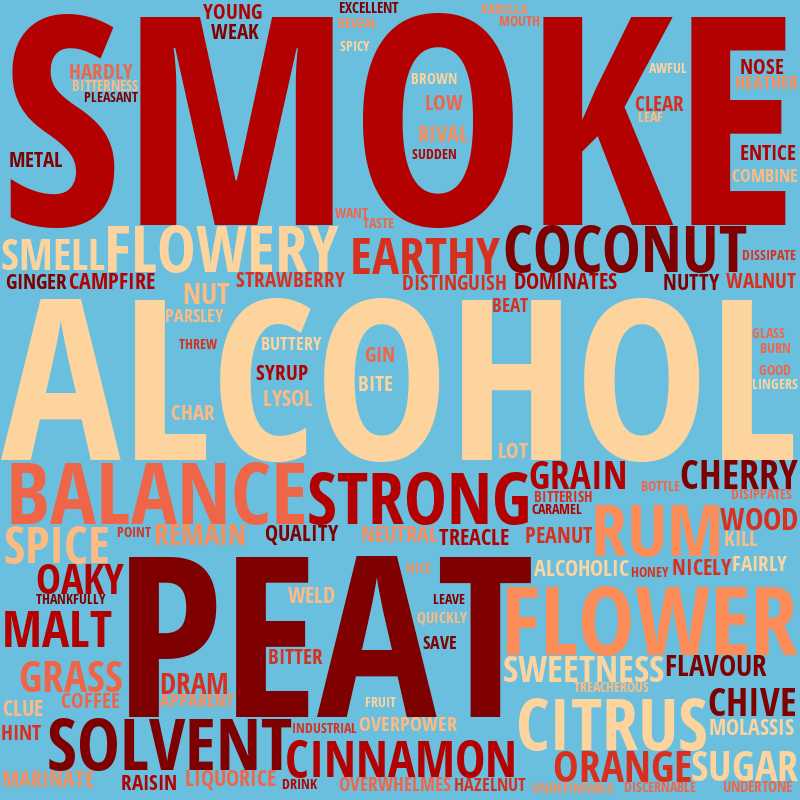 YOUNG
EXCELLENT
VANILLA
WEAK
REVEAL
MOUTH
SMOKE
SPICY
HARDLY
BITTERNESS
PLEASANT
BROWN
AWFUL
NOSE
HEATHER
LOW
CLEAR
LEAF
RIVAL
METAL
SUDDEN
ENTICE
COMBINE
WANT
TASTE
SMELL
FLOWERY
EARTHY
COCONUT
DISSIPATE
GINGER
CAMPFIRE
STRAWBERRY
DISTINGUISH
DOMINATES
NUTTY
WALNUT
NUT
BEAT
PARSLEY
ALCOHOL
THREW
BUTTERY
GIN
GLASS
BURN
SYRUP
BITE
GOOD
LINGERS
CHAR
LYSOL
LOT
BALANCE
STRONG
GRAIN
BOTTLE
CHERRY
BITTERISH
DISIPPATES
CARAMEL
SPICE
POINT
REMAIN
QUALITY
NEUTRAL
TREACLE
PEANUT
RUM
WOOD
KILL
OAKY
PEAT
NICE
ALCOHOLIC
HONEY
NICELY
FAIRLY
THANKFULLY
WELD
LEAVE
FLOWER
MALT
QUICKLY
SAVE
BITTER
GRASS
DRAM
SWEETNESS
FLAVOUR
COFFEE
APPARENT
FRUIT
TREACHEROUS
CLUE
CITRUS
CHIVE
HINT
SOLVENT
INDUSTRIAL
OVERPOWER
MOLASSIS
CINNAMON
ORANGE
SUGAR
MARINATE
RAISIN
LIQUORICE
DRINK
OVERWHELMES
HAZELNUT
UNDEFINEABLE
DISCERNABLE
UNDERTONE